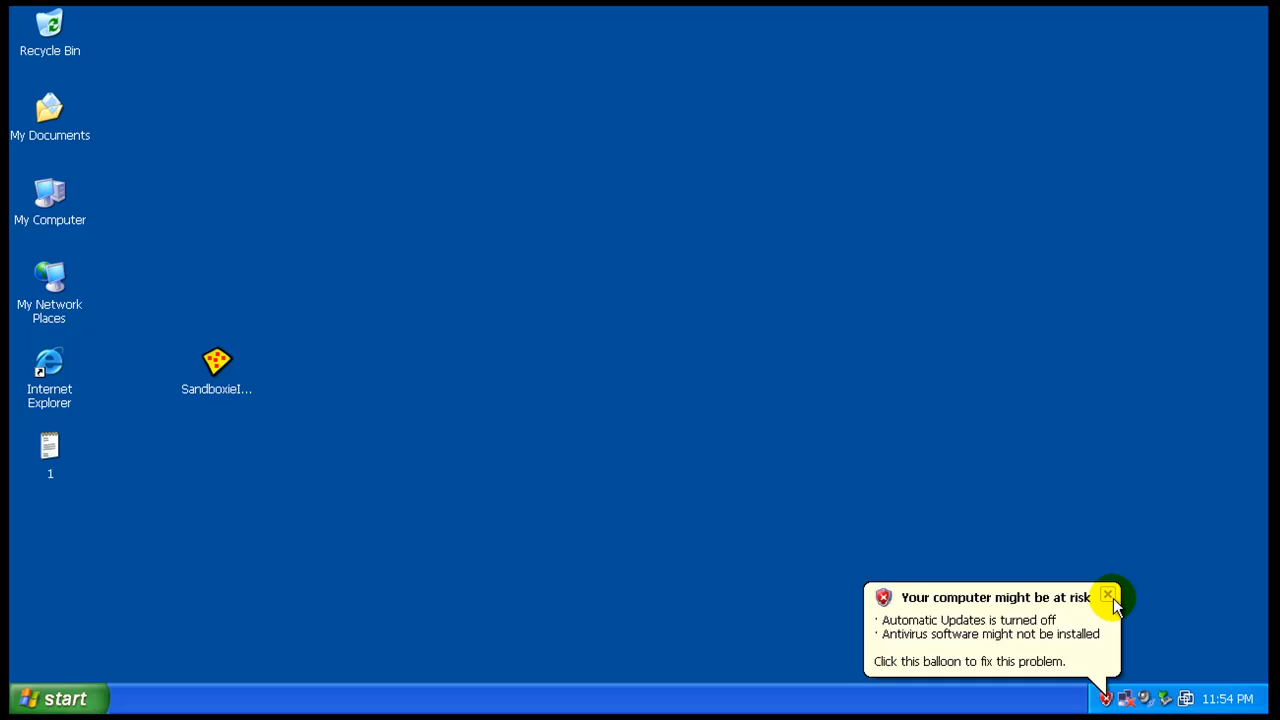 Recycle Bin
My Documents
My Computer
My Network
Places
Internet
Explorer
SandboxieI...
1
Your computer might be at risk
· Automatic Updates is turned off
· Antivirus software might not be installed
Click this balloon to fix this problem.
start
11:54 PM